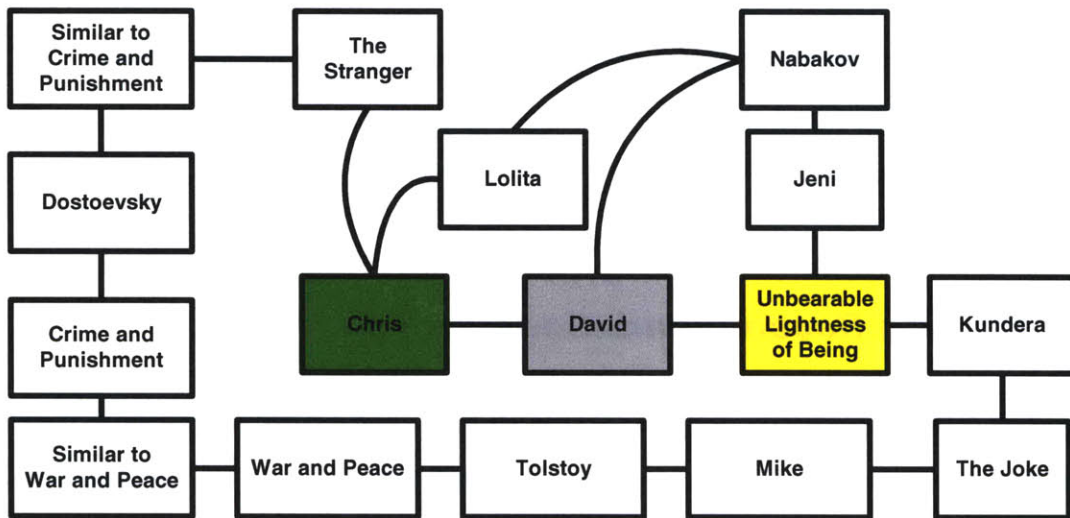 Similar to
Crime and
Punishment
The
Stranger
Nabakov
Lolita
Jeni
Dostoevsky
Chris
David
Unbearable
Lightness
of Being
Kundera
Crime and
Punishment
Similar to
War and Peace
War and Peace
Tolstoy
Mike
The Joke